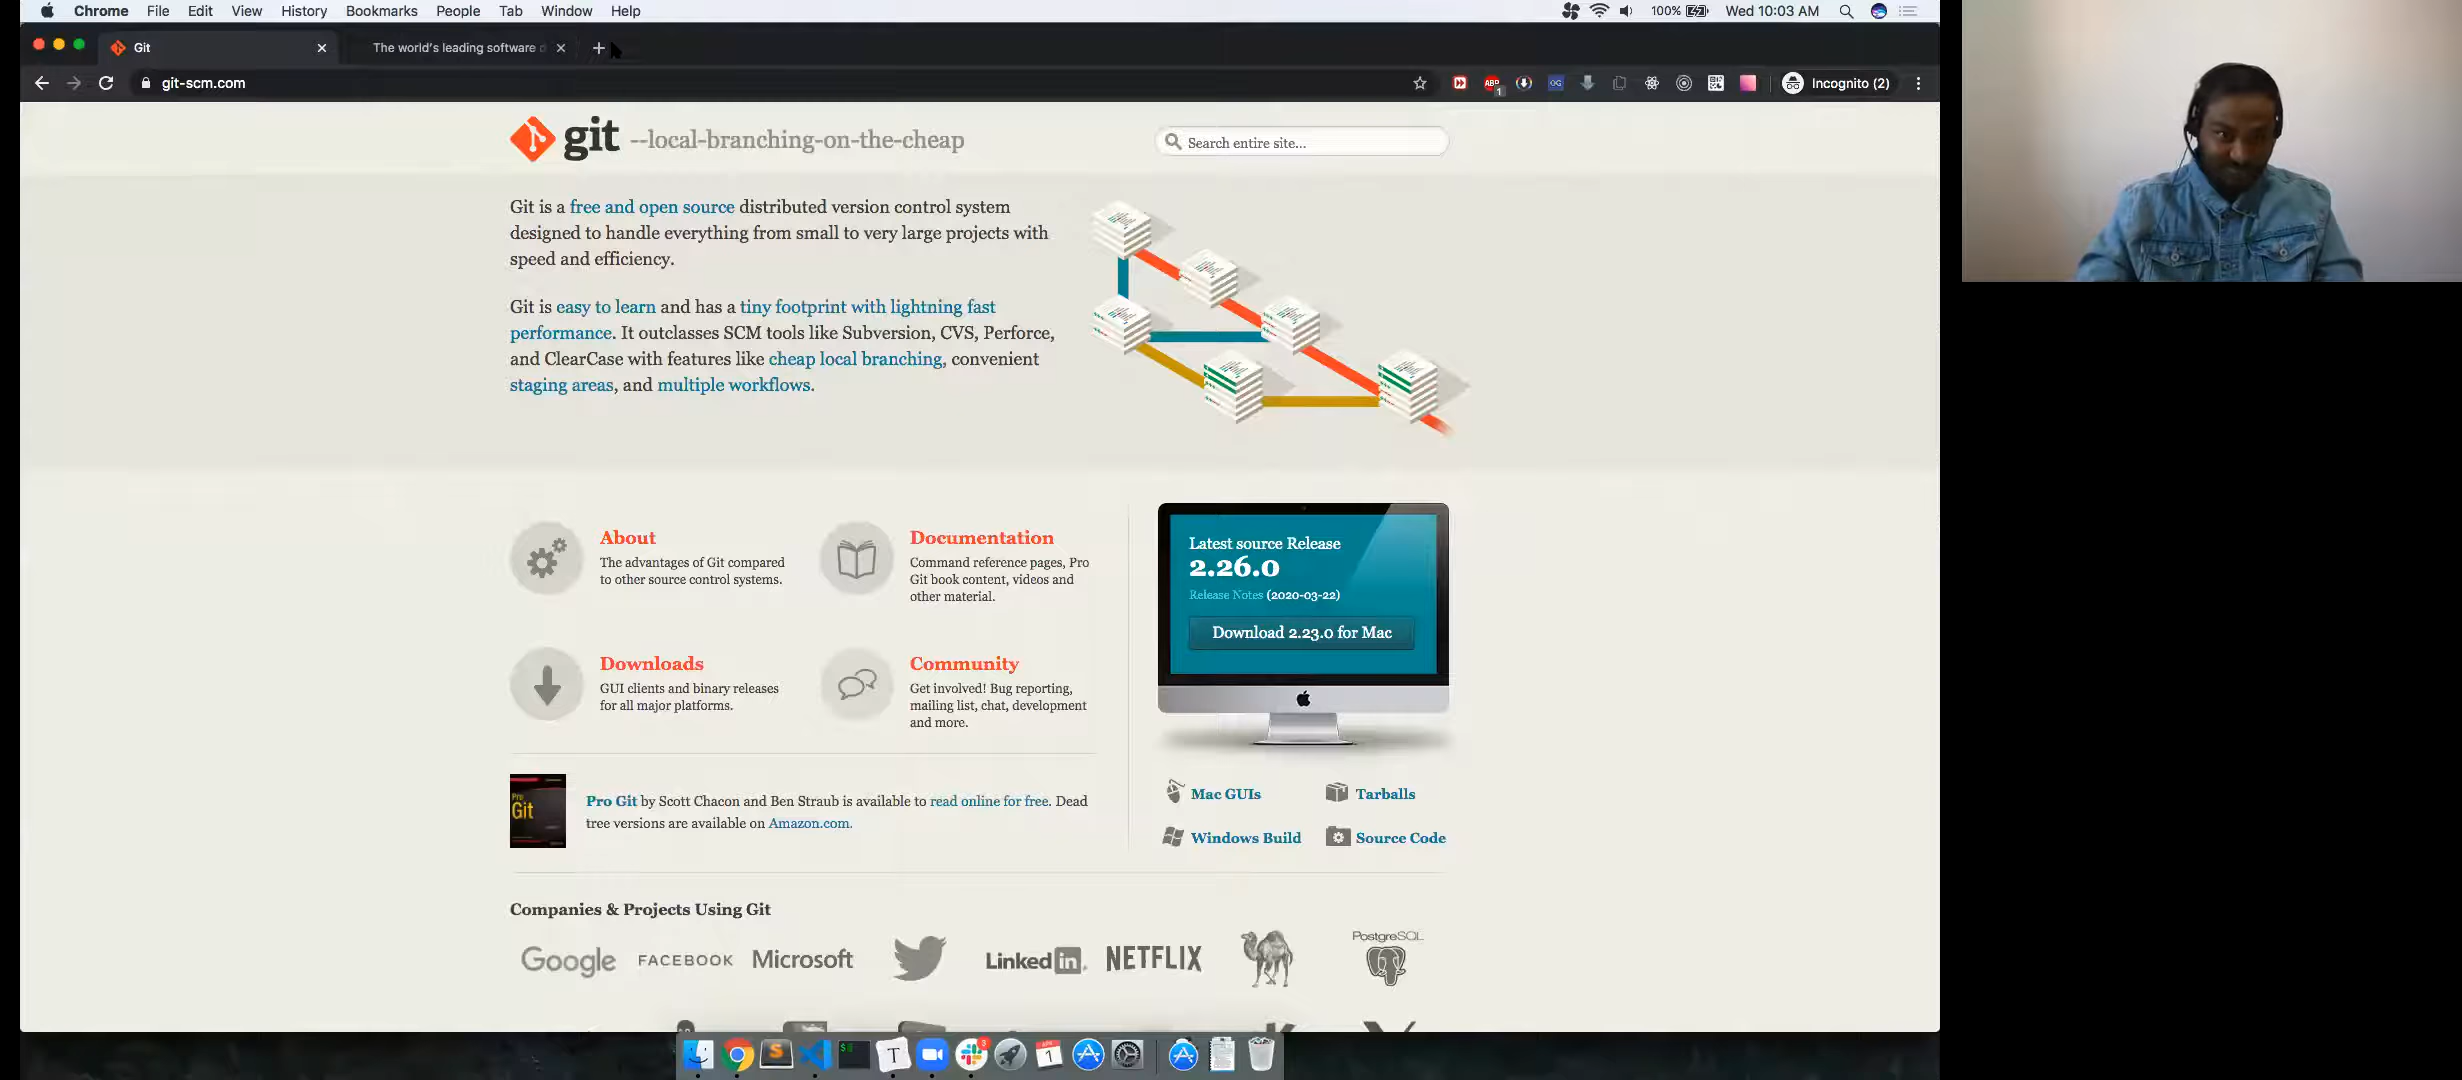 Chrome File Edit View History Bookmarks People Tab Window Help 100% Wed 10:03 AM
Git The world's leading software
git-scm.com ABP 1 Incognito (2)
git --local-branching-on-the-cheap
Search entire site...
Git is a free and open source distributed version control system
designed to handle everything from small to very large projects with
speed and efficiency.
Git is easy to learn and has a tiny footprint with lightning fast
performance. It outclasses SCM tools like Subversion, CVS, Perforce,
and ClearCase with features like cheap local branching, convenient
staging areas, and multiple workflows.
About
The advantages of Git compared
to other source control systems.
Documentation
Command reference pages, Pro
Git book content, videos and
other material.
Downloads
GUI clients and binary releases
for all major platforms.
Community
Get involved! Bug reporting,
mailing list, chat, development
and more.
Latest source Release
2.26.0
Release Notes (2020-03-22)
Download 2.23.0 for Mac
Mac GUIs
Tarballs
Windows Build
Source Code
Pro
Git
Pro Git by Scott Chacon and Ben Straub is available to read online for free. Dead
tree versions are available on Amazon.com.
Companies & Projects Using Git
Google FACEBOOK Microsoft LinkedIn NETFLIX PostgreSQL
S $ T 3 1